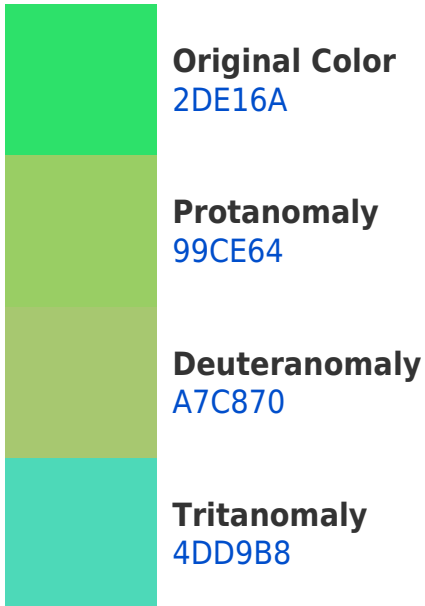 Original Color
2DE16A
Protanomaly
99CE64
Deuteranomaly
A7C870
Tritanomaly
4DD9B8